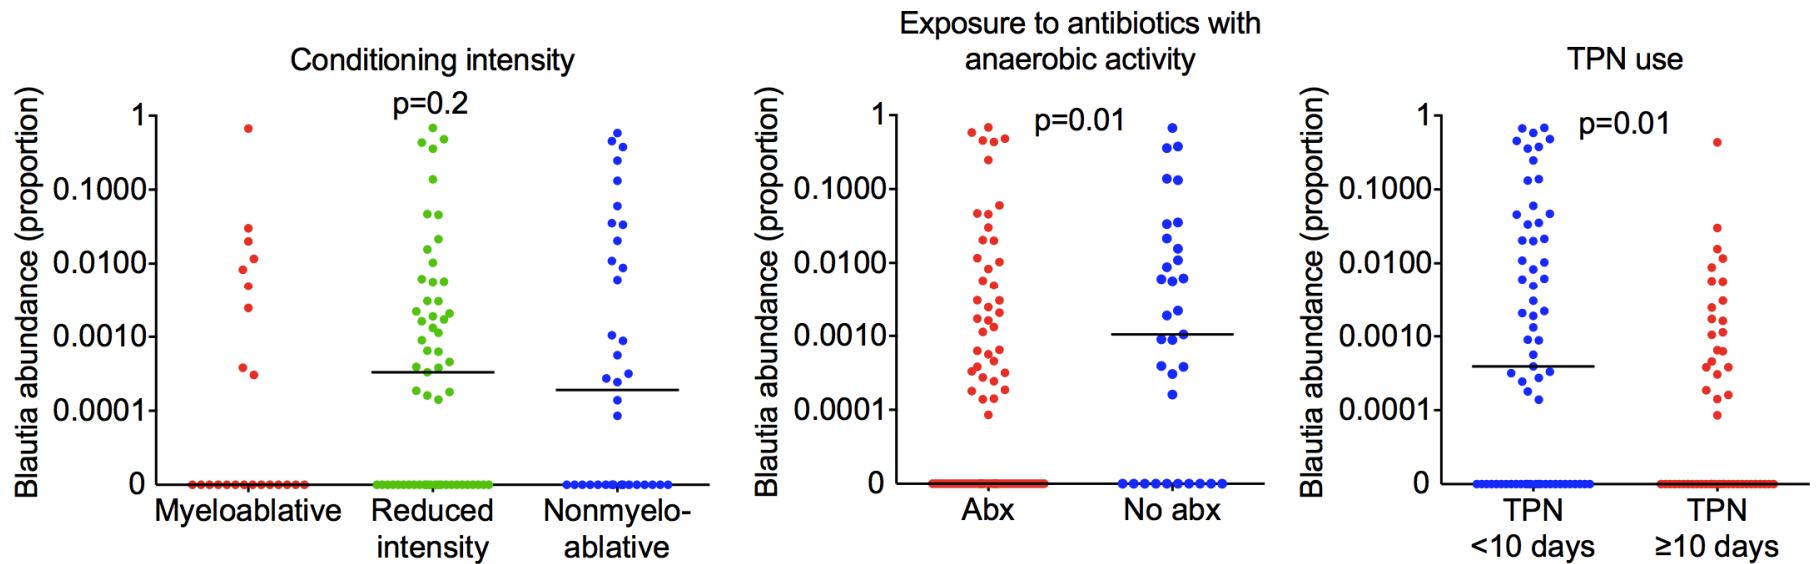 Conditioning intensity
p=0.2
Blautia abundance (proportion)
1
0.1000
0.0100
0.0010
0.0001
0
Myeloablative
Reduced
intensity
Nonmyelo-
ablative
Exposure to antibiotics with
anaerobic activity
p=0.01
Blautia abundance (proportion)
1
0.1000
0.0100
0.0010
0.0001
0
Abx
No abx
TPN use
p=0.01
Blautia abundance (proportion)
1
0.1000
0.0100
0.0010
0.0001
0
TPN
<10 days
TPN
≥10 days